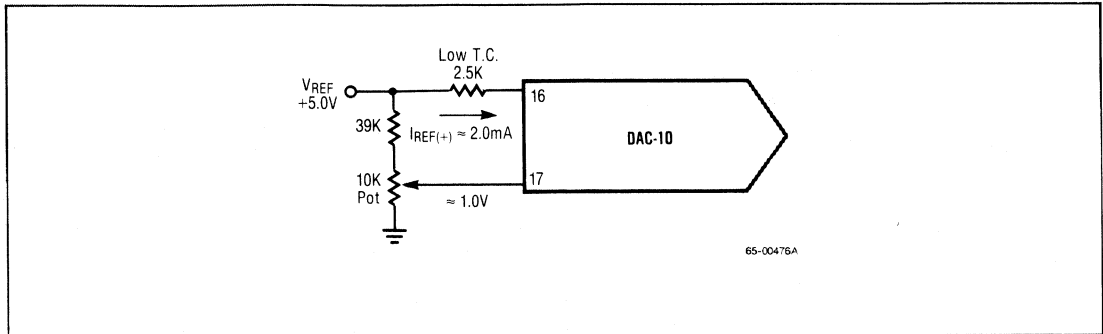 Low T.C.
2.5K
VREF
+5.0V
16
39K
IREF(+) ≈ 2.0mA
DAC-10
10K
Pot
17
≈ 1.0V
65-00476A